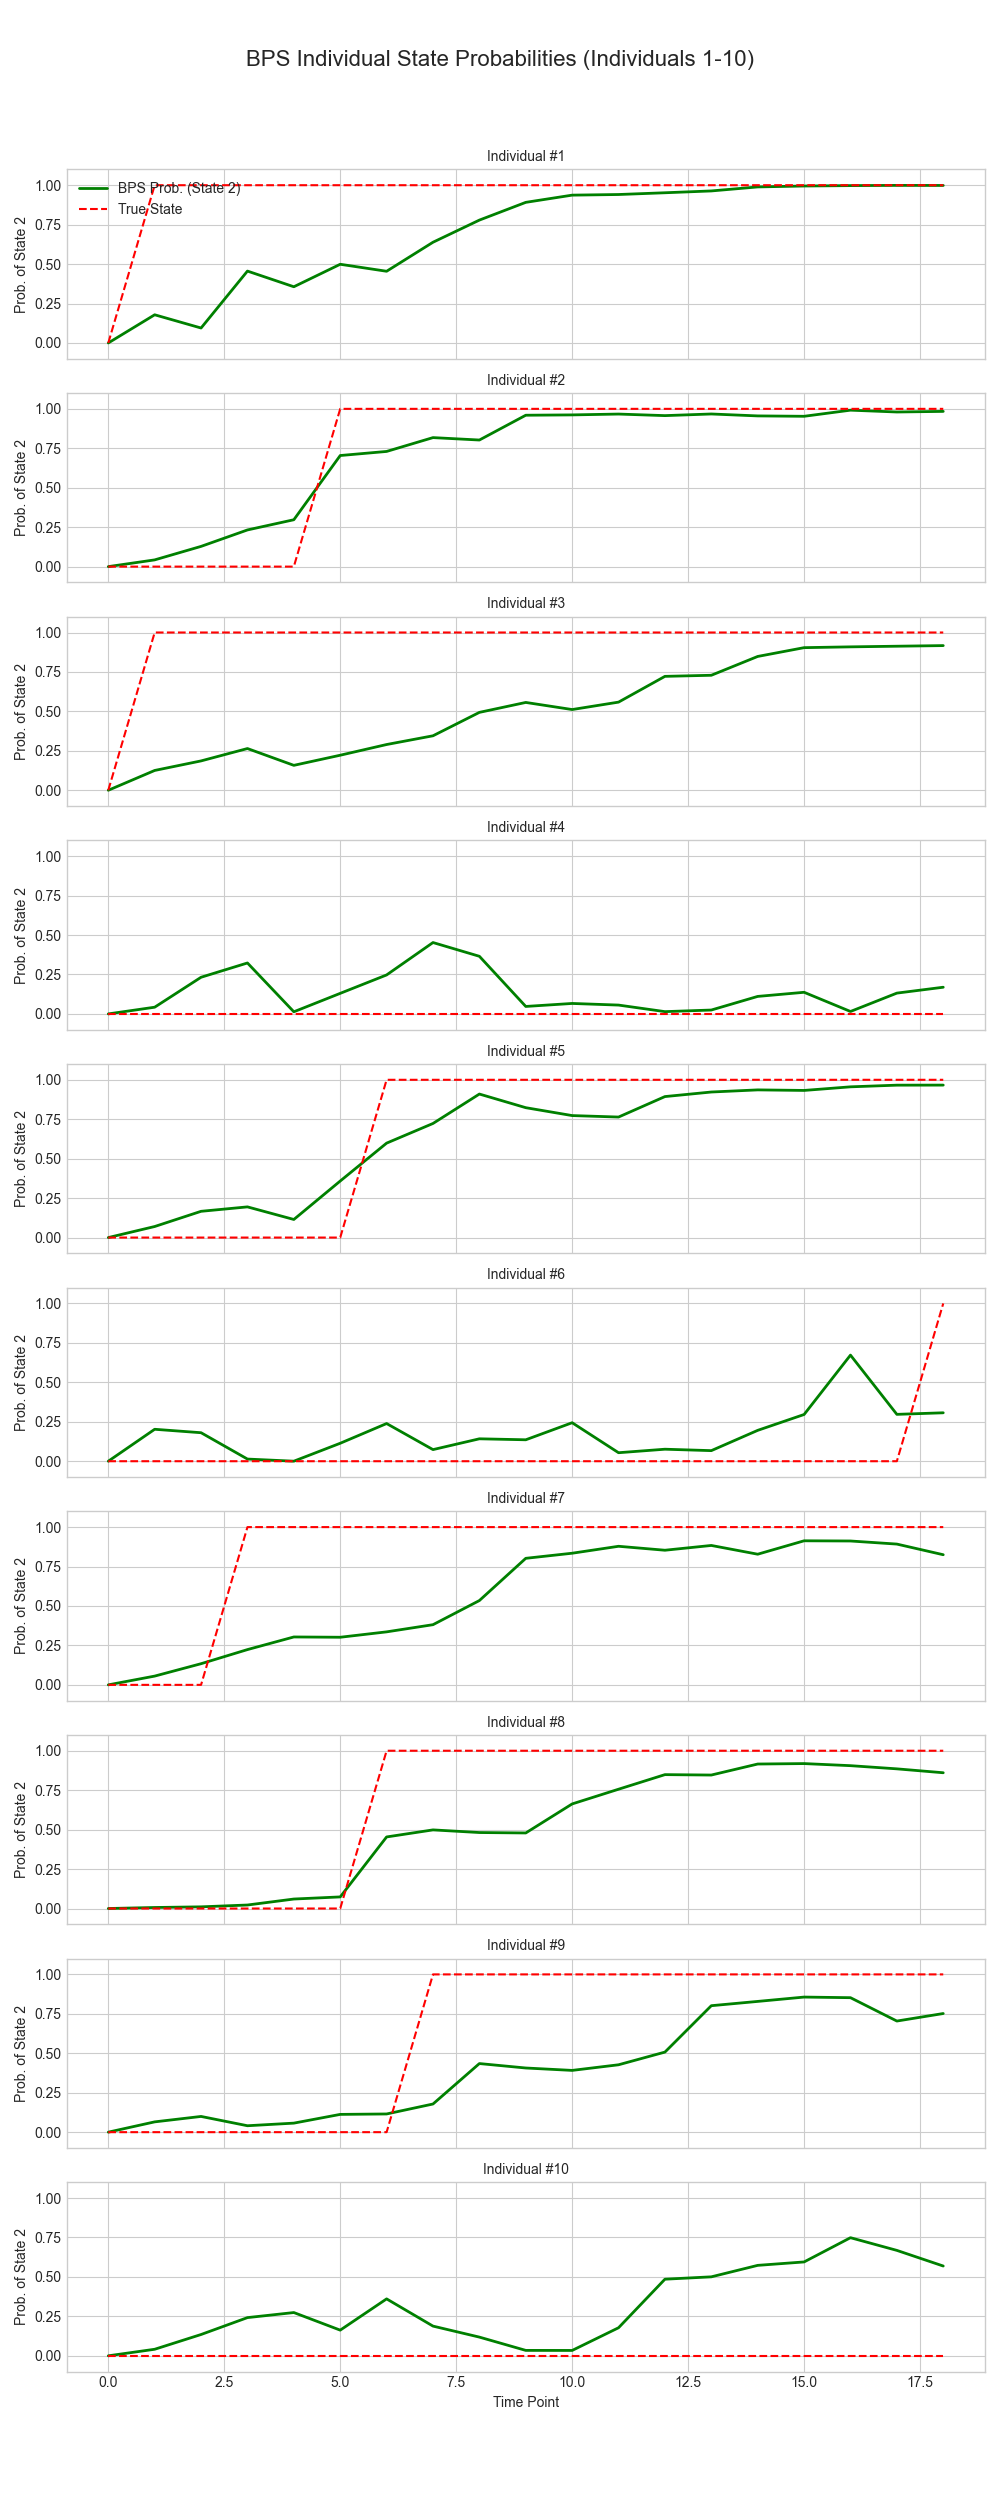 BPS Individual State Probabilities (Individuals 1-10)
Individual #1
BPS Prob. (State 2)
True State
Prob. of State 2
1.00
0.75
0.50
0.25
0.00
Individual #2
Prob. of State 2
1.00
0.75
0.50
0.25
0.00
Individual #3
Prob. of State 2
1.00
0.75
0.50
0.25
0.00
Individual #4
Prob. of State 2
1.00
0.75
0.50
0.25
0.00
Individual #5
Prob. of State 2
1.00
0.75
0.50
0.25
0.00
Individual #6
Prob. of State 2
1.00
0.75
0.50
0.25
0.00
Individual #7
Prob. of State 2
1.00
0.75
0.50
0.25
0.00
Individual #8
Prob. of State 2
1.00
0.75
0.50
0.25
0.00
Individual #9
Prob. of State 2
1.00
0.75
0.50
0.25
0.00
Individual #10
Prob. of State 2
1.00
0.75
0.50
0.25
0.00
0.0 2.5 5.0 7.5 10.0 12.5 15.0 17.5
Time Point